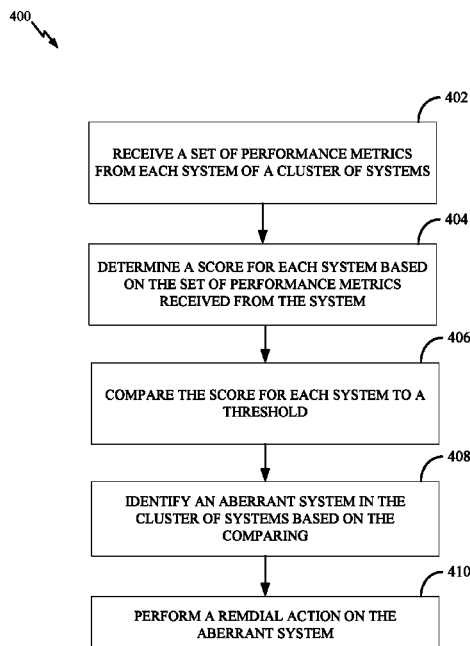 400
402
RECEIVE A SET OF PERFORMANCE METRICS
FROM EACH SYSTEM OF A CLUSTER OF SYSTEMS
404
DETERMINE A SCORE FOR EACH SYSTEM BASED
ON THE SET OF PERFORMANCE METRICS
RECEIVED FROM THE SYSTEM
406
COMPARE THE SCORE FOR EACH SYSTEM TO A
THRESHOLD
408
IDENTIFY AN ABERRANT SYSTEM IN THE
CLUSTER OF SYSTEMS BASED ON THE
COMPARING
410
PERFORM A REMDIAL ACTION ON THE
ABERRANT SYSTEM